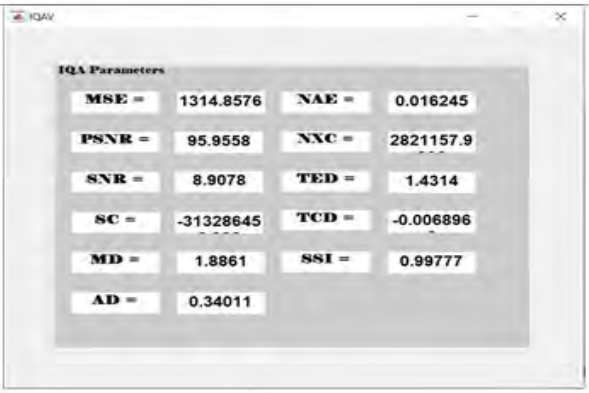 IQAV
IQA Parameters
MSE = 1314.8576 NAE = 0.016245
PSNR = 95.9558 NXC = 2821157.9
SNR = 8.9078 TED = 1.4314
SC = -31328645 TCD = -0.006896
MD = 1.8861 SSI = 0.99777
AD = 0.34011